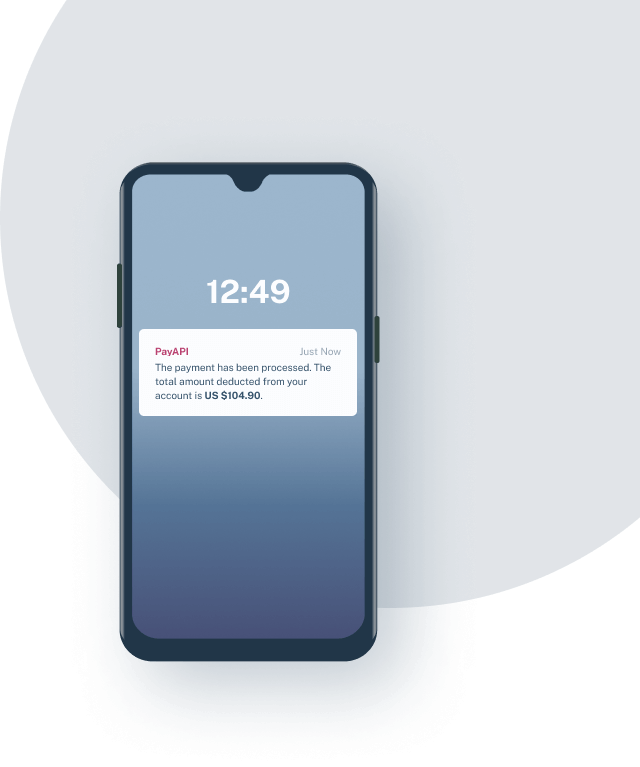 12:49
PayAPI Just Now
The payment has been processed. The
total amount deducted from your
account is US $104.90.